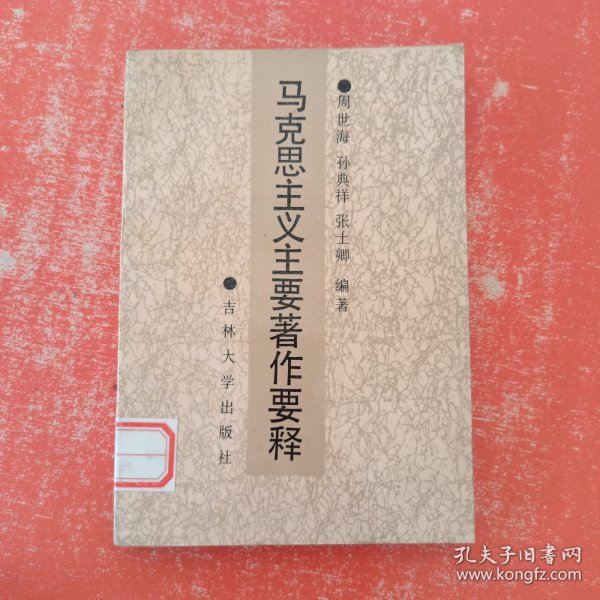 ●周世海 孙典祥 张士卿 编著
马克思主义主要著作要释
●吉林大学出版社
孔夫子旧书网
www.kongfz.com